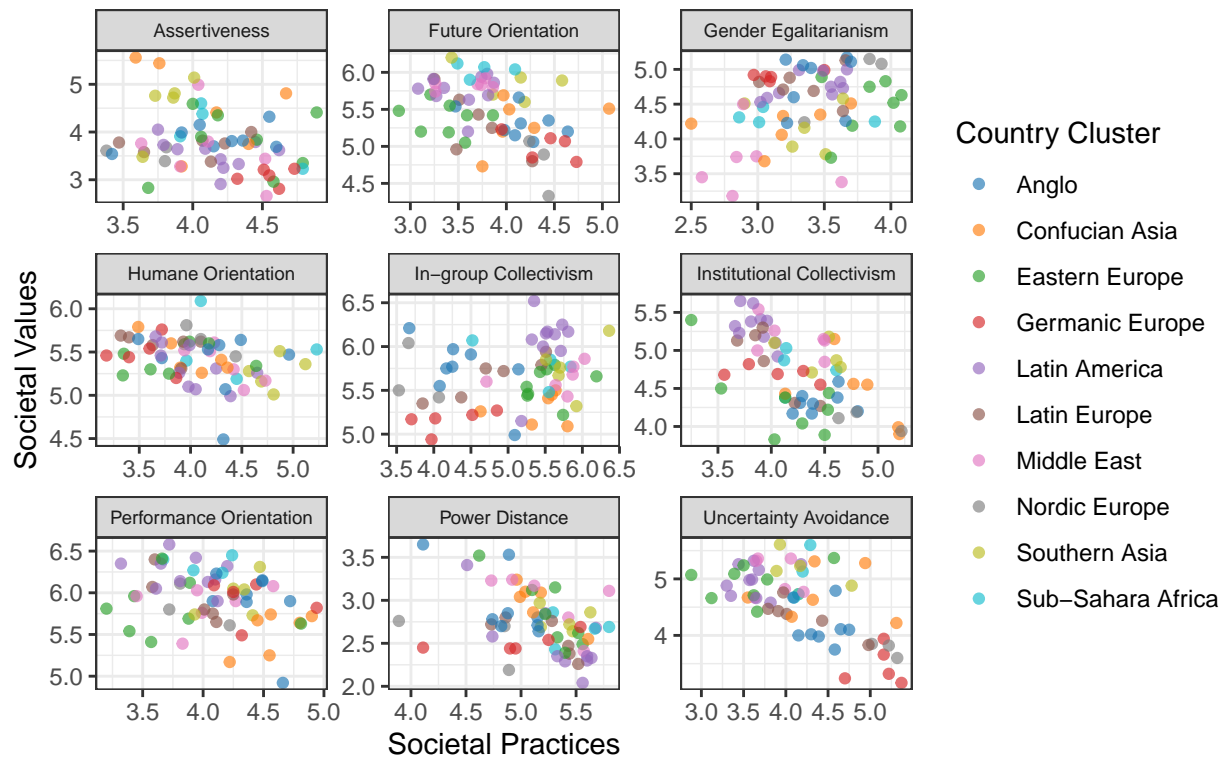 Assertiveness
Future Orientation
Gender Egalitarianism
5
4
3
3.5 4.0 4.5
6.0
5.5
5.0
4.5
3.0 3.5 4.0 4.5 5.0
5.0
4.5
4.0
3.5
2.5 3.0 3.5 4.0
Humane Orientation
In−group Collectivism
Institutional Collectivism
6.0
5.5
5.0
4.5
3.5 4.0 4.5 5.0
6.5
6.0
5.5
5.0
3.5 4.0 4.5 5.0 5.5 6.0 6.5
5.5
5.0
4.5
4.0
3.5 4.0 4.5 5.0
Performance Orientation
Power Distance
Uncertainty Avoidance
6.5
6.0
5.5
5.0
3.5 4.0 4.5 5.0
3.5
3.0
2.5
2.0
4.0 4.5 5.0 5.5
5
4
3.0 3.5 4.0 4.5 5.0
Societal Values
Societal Practices
Country Cluster
Anglo
Confucian Asia
Eastern Europe
Germanic Europe
Latin America
Latin Europe
Middle East
Nordic Europe
Southern Asia
Sub−Sahara Africa